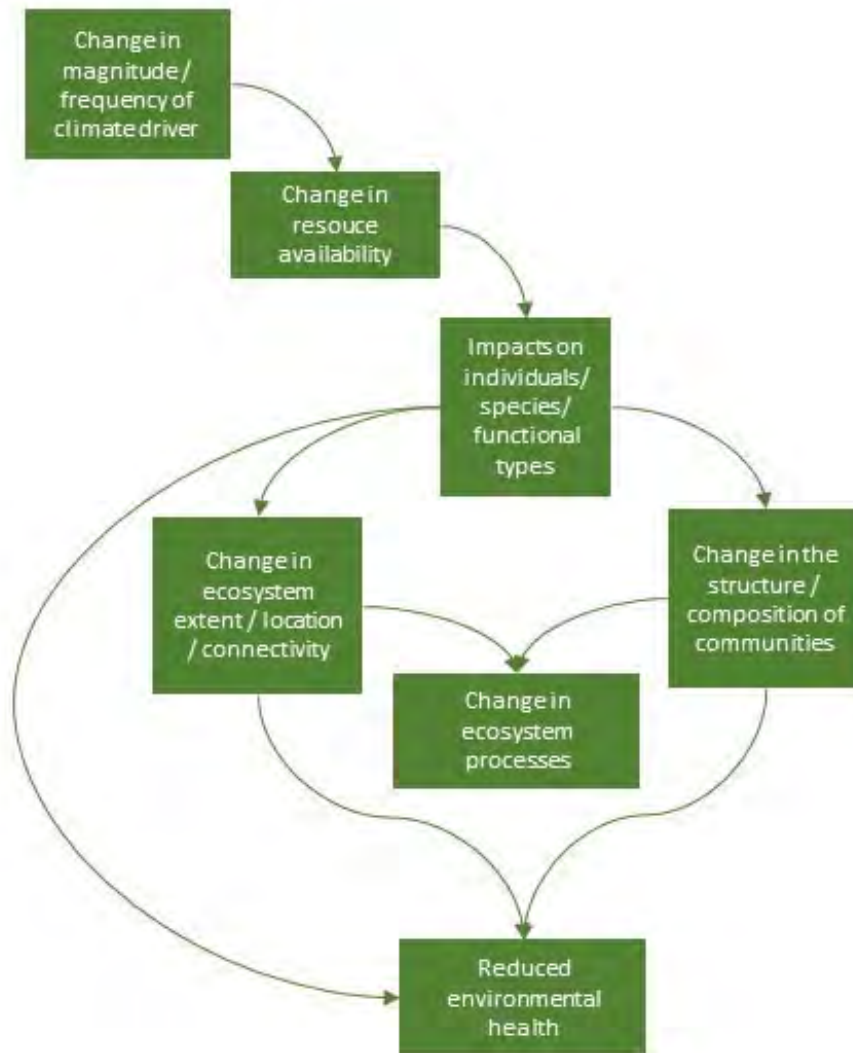 Change in
magnitude /
frequency of
climate driver
Change in
resouce
availability
Impacts on
individuals/
species/
functional
types
Change in
ecosystem
extent / location
/ connectivity
Change in the
structure /
composition of
communities
Change in
ecosystem
processes
Reduced
environmental
health